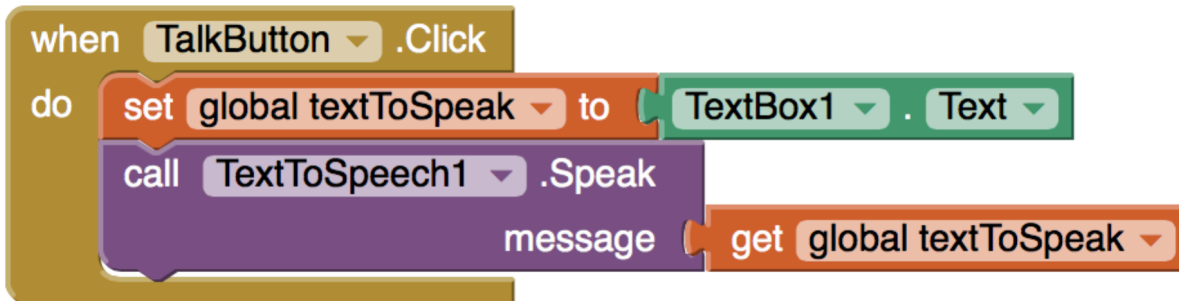 when TalkButton .Click
do set global textToSpeak to TextBox1 . Text
call TextToSpeech1 .Speak
message get global textToSpeak